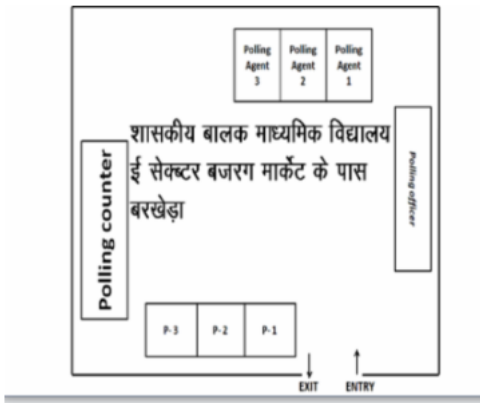 Polling Agent 3
Polling Agent 2
Polling Agent 1
शासकीय बालक माध्यमिक विद्यालय
ई सेक्ब्टर बजरग मार्केट के पास
बरखेड़ा
Polling counter
Polling officer
P-3 P-2 P-1
EXIT ENTRY